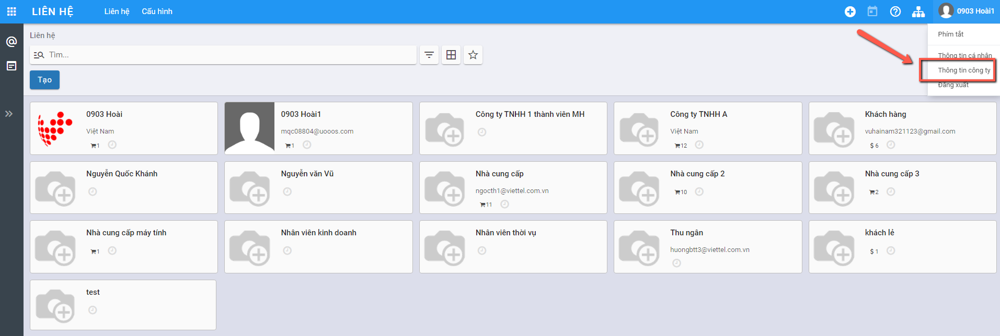 LIÊN HỆ
Liên hệ
Cấu hình
0903 Hoài1
Phím tắt
Thông tin cá nhân
Thông tin công ty
Đăng xuất
Liên hệ
Tìm...
Tạo
0903 Hoài
Việt Nam
1
0903 Hoài1
mqc08804@uooos.com
1
Công ty TNHH 1 thành viên MH
Công ty TNHH A
Việt Nam
12
Khách hàng
vuhainam321123@gmail.com
$ 6
Nguyễn Quốc Khánh
Nguyễn văn Vũ
Nhà cung cấp
ngocth1@viettel.com.vn
11
Nhà cung cấp 2
10
Nhà cung cấp 3
2
Nhà cung cấp máy tính
1
Nhân viên kinh doanh
Nhân viên thời vụ
Thu ngân
huongbtt3@viettel.com.vn
khách lẻ
$ 1
test